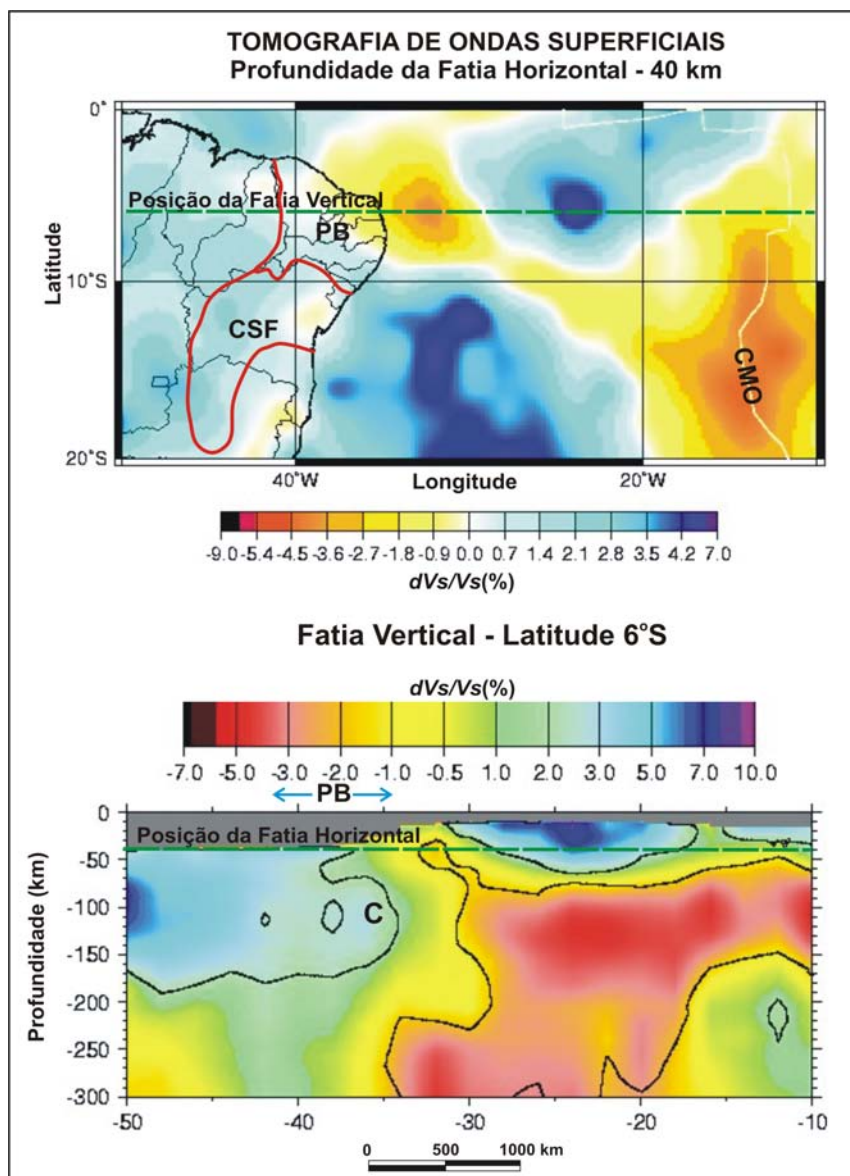 TOMOGRAFIA DE ONDAS SUPERFICIAIS
Profundidade da Fatia Horizontal - 40 km
0°
Posição da Fatia Vertical
PB
Latitude
10°S
CSF
CMO
20°S
40°W
Longitude
20°W
-9.0 -5.4 -4.5 -3.6 -2.7 -1.8 -0.9 0.0 0.7 1.4 2.1 2.8 3.5 4.2 7.0
dVs/Vs(%)
Fatia Vertical - Latitude 6°S
dVs/Vs(%)
-7.0 -5.0 -3.0 -2.0 -1.0 -0.5 1.0 2.0 3.0 5.0 7.0 10.0
PB
0
Posição da Fatia Horizontal
-50
C
-100
-150
Profundidade (km)
-200
-250
-300
-50 -40 -30 -20 -10
0 500 1000 km